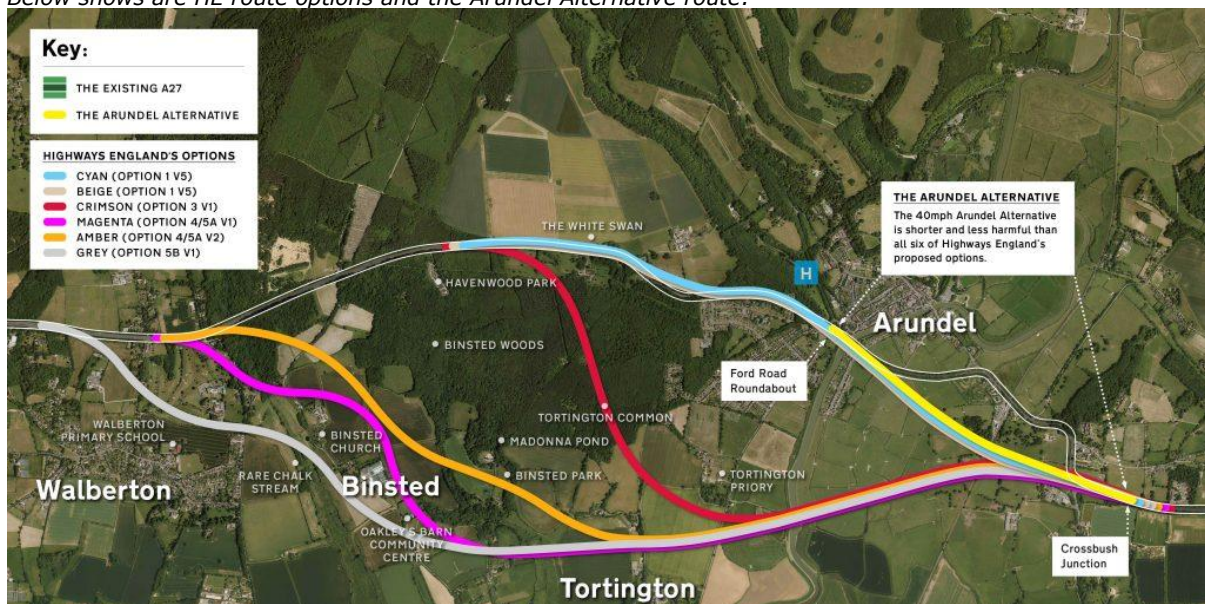 Below shows are HE route options and the Arundel Alternative route:
Key:
THE EXISTING A27
THE ARUNDEL ALTERNATIVE
HIGHWAYS ENGLAND'S OPTIONS
CYAN (OPTION 1 V5)
BEIGE (OPTION 1 V5)
CRIMSON (OPTION 3 V1)
MAGENTA (OPTION 4/5A V1)
AMBER (OPTION 4/5A V2)
GREY (OPTION 5B V1)
THE ARUNDEL ALTERNATIVE
The 40mph Arundel Alternative
is shorter and less harmful than
all six of Highways England's
proposed options.
THE WHITE SWAN
H
HAVENWOOD PARK
Arundel
BINSTED WOODS
Ford Road
Roundabout
TORTINGTON COMMON
WALBERTON
PRIMARY SCHOOL
BINSTED
CHURCH
MADONNA POND
RARE CHALK
STREAM
BINSTED PARK
TORTINGTON
PRIORY
Walberton
Binsted
OAKLEY'S BARN
COMMUNITY
CENTRE
Crossbush
Junction
Tortington